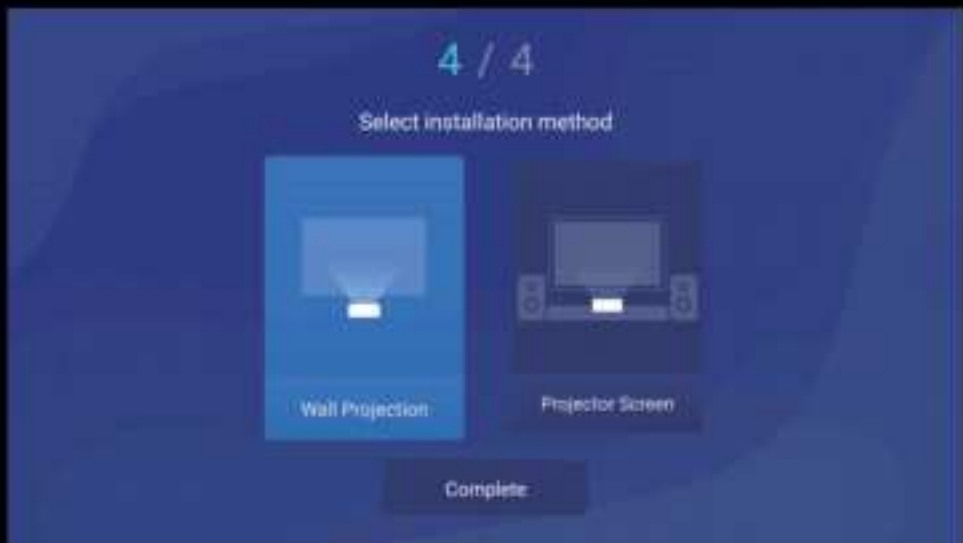 4 / 4
Select installation method
Wall Projection
Projector Screen
Complete